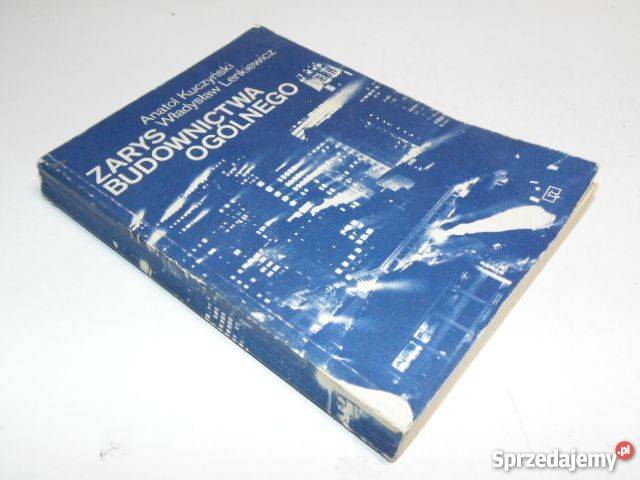 Anatol Kuczyński
Władysław Lenkiewicz
ZARYS
BUDOWNICTWA
OGÓLNEGO
Sprzedajemy.pl